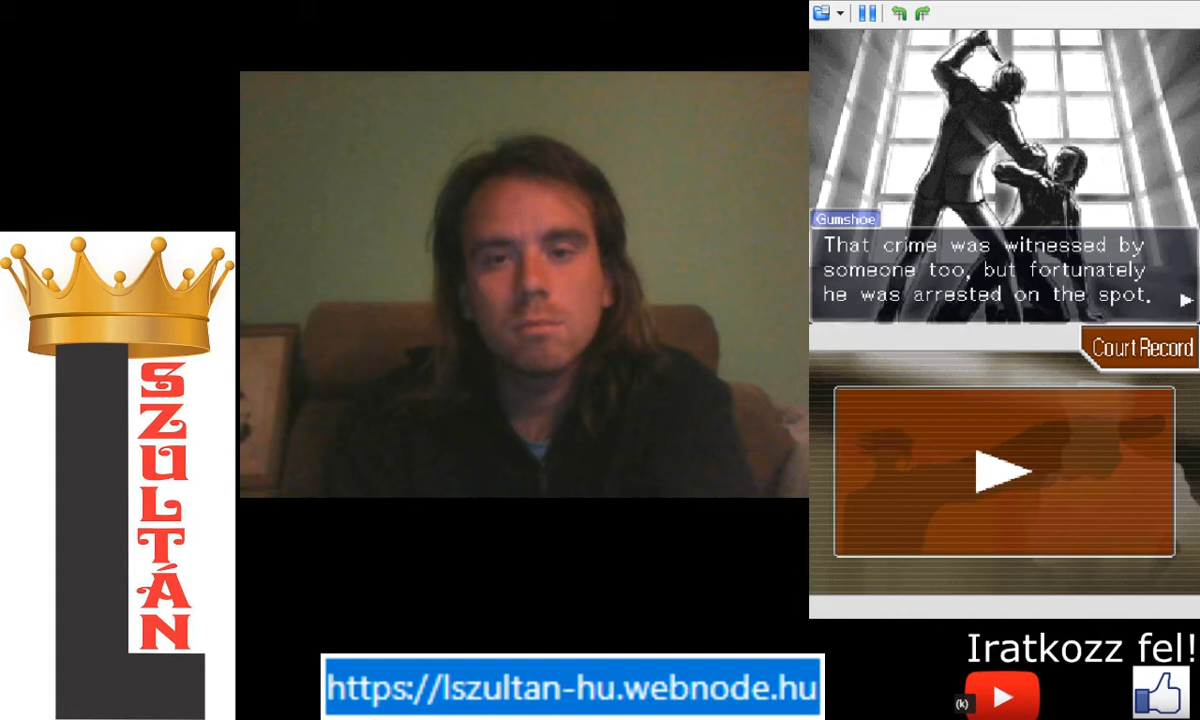 SZULTÁN
Gumshoe
That crime was witnessed by
someone too, but fortunately
he was arrested on the spot.
Court Record
https://lszultan-hu.webnode.hu
Iratkozz fel!
(k)